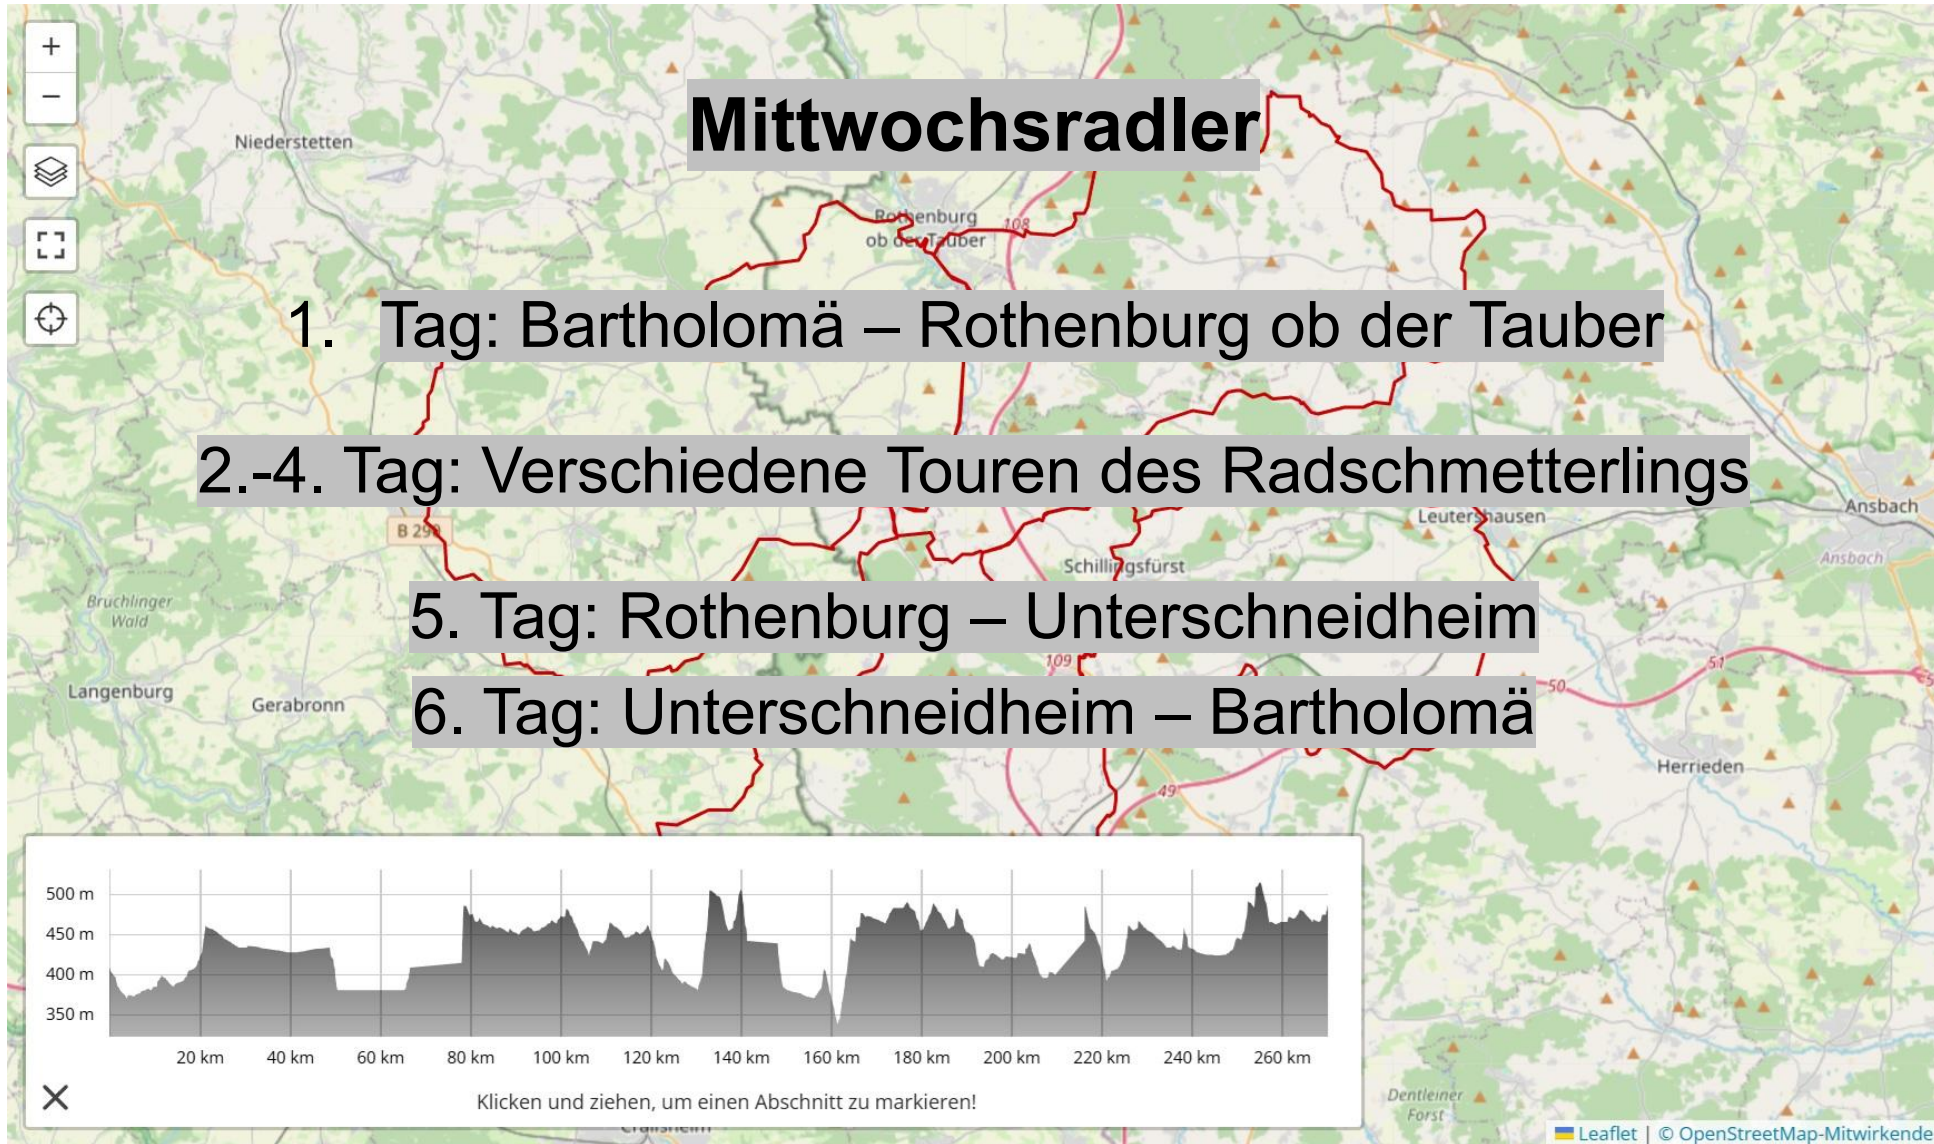 +
−
Mittwochsradler
Niederstetten
Rothenburg
ob der Tauber
108
1. Tag: Bartholomä – Rothenburg ob der Tauber
2.-4. Tag: Verschiedene Touren des Radschmetterlings
Ansbach
Leutershausen
B 290
Schillingsfürst
Ansbach
Bruchlinger
Wald
5. Tag: Rothenburg – Unterschneidheim
109
51
50
Langenburg
Gerabronn
6. Tag: Unterschneidheim – Bartholomä
Herrieden
49
500 m
450 m
400 m
350 m
20 km 40 km 60 km 80 km 100 km 120 km 140 km 160 km 180 km 200 km 220 km 240 km 260 km
Klicken und ziehen, um einen Abschnitt zu markieren!
Dentleiner
Forst
Crailsheim
Leaflet | © OpenStreetMap-Mitwirkende